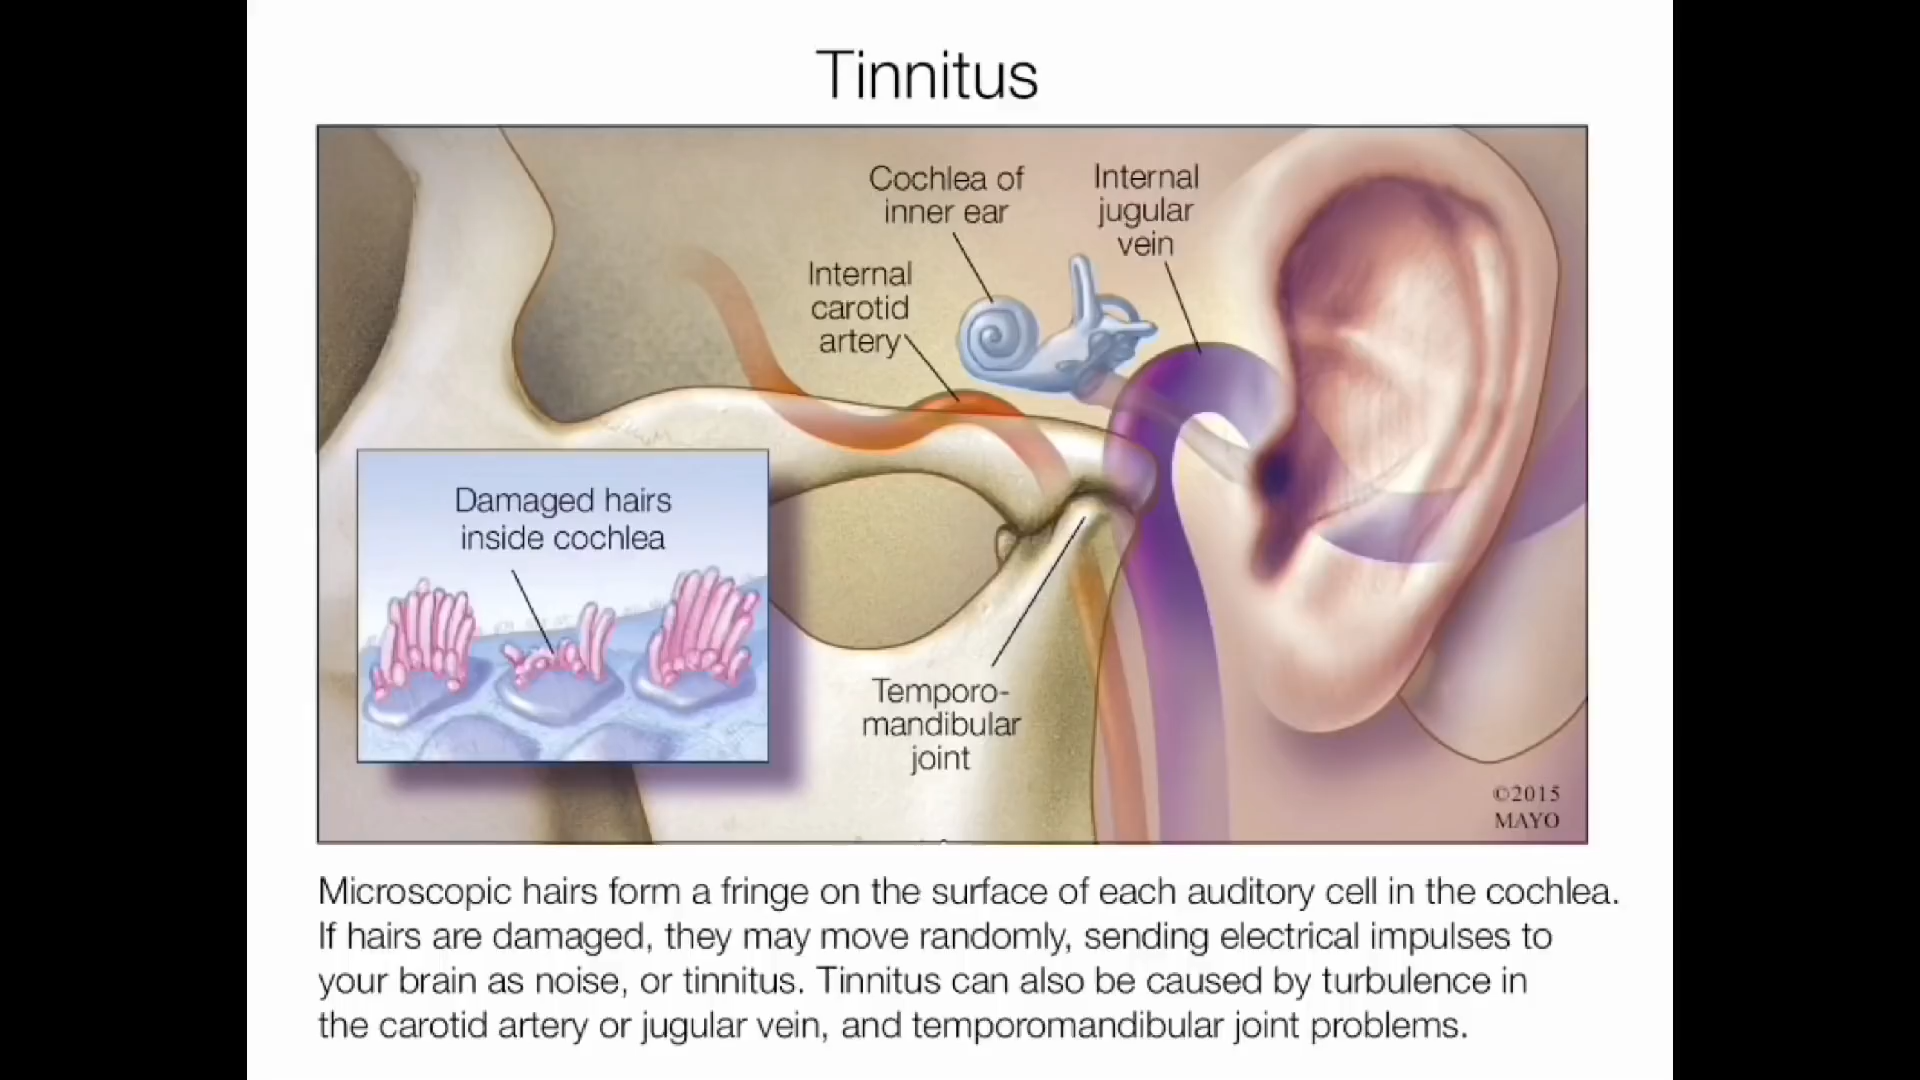 Tinnitus
Cochlea of
inner ear
Internal
jugular
vein
Internal
carotid
artery
Damaged hairs
inside cochlea
Temporo-
mandibular
joint
©2015
MAYO
Microscopic hairs form a fringe on the surface of each auditory cell in the cochlea.
If hairs are damaged, they may move randomly, sending electrical impulses to
your brain as noise, or tinnitus. Tinnitus can also be caused by turbulence in
the carotid artery or jugular vein, and temporomandibular joint problems.